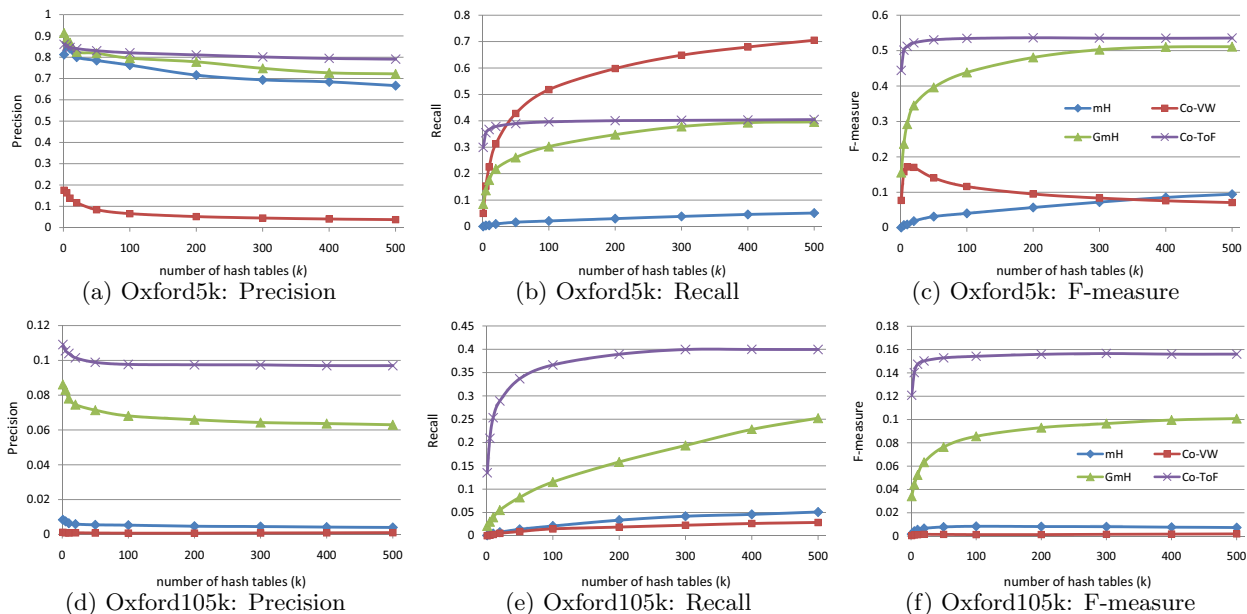 Precision
1
0.9
0.8
0.7
0.6
0.5
0.4
0.3
0.2
0.1
0
0 100 200 300 400 500
number of hash tables (k)
(a) Oxford5k: Precision
Recall
0.8
0.7
0.6
0.5
0.4
0.3
0.2
0.1
0
0 100 200 300 400 500
number of hash tables (k)
(b) Oxford5k: Recall
F-measure
0.6
0.5
0.4
0.3
0.2
0.1
0
mH Co-VW
GmH Co-ToF
0 100 200 300 400 500
number of hash tables (k)
(c) Oxford5k: F-measure
Precision
0.12
0.1
0.08
0.06
0.04
0.02
0
0 100 200 300 400 500
number of hash tables (k)
(d) Oxford105k: Precision
Recall
0.45
0.4
0.35
0.3
0.25
0.2
0.15
0.1
0.05
0
0 100 200 300 400 500
number of hash tables (k)
(e) Oxford105k: Recall
F-measure
0.18
0.16
0.14
0.12
0.1
0.08
0.06
0.04
0.02
0
mH Co-VW
GmH Co-ToF
0 100 200 300 400 500
number of hash tables (k)
(f) Oxford105k: F-measure